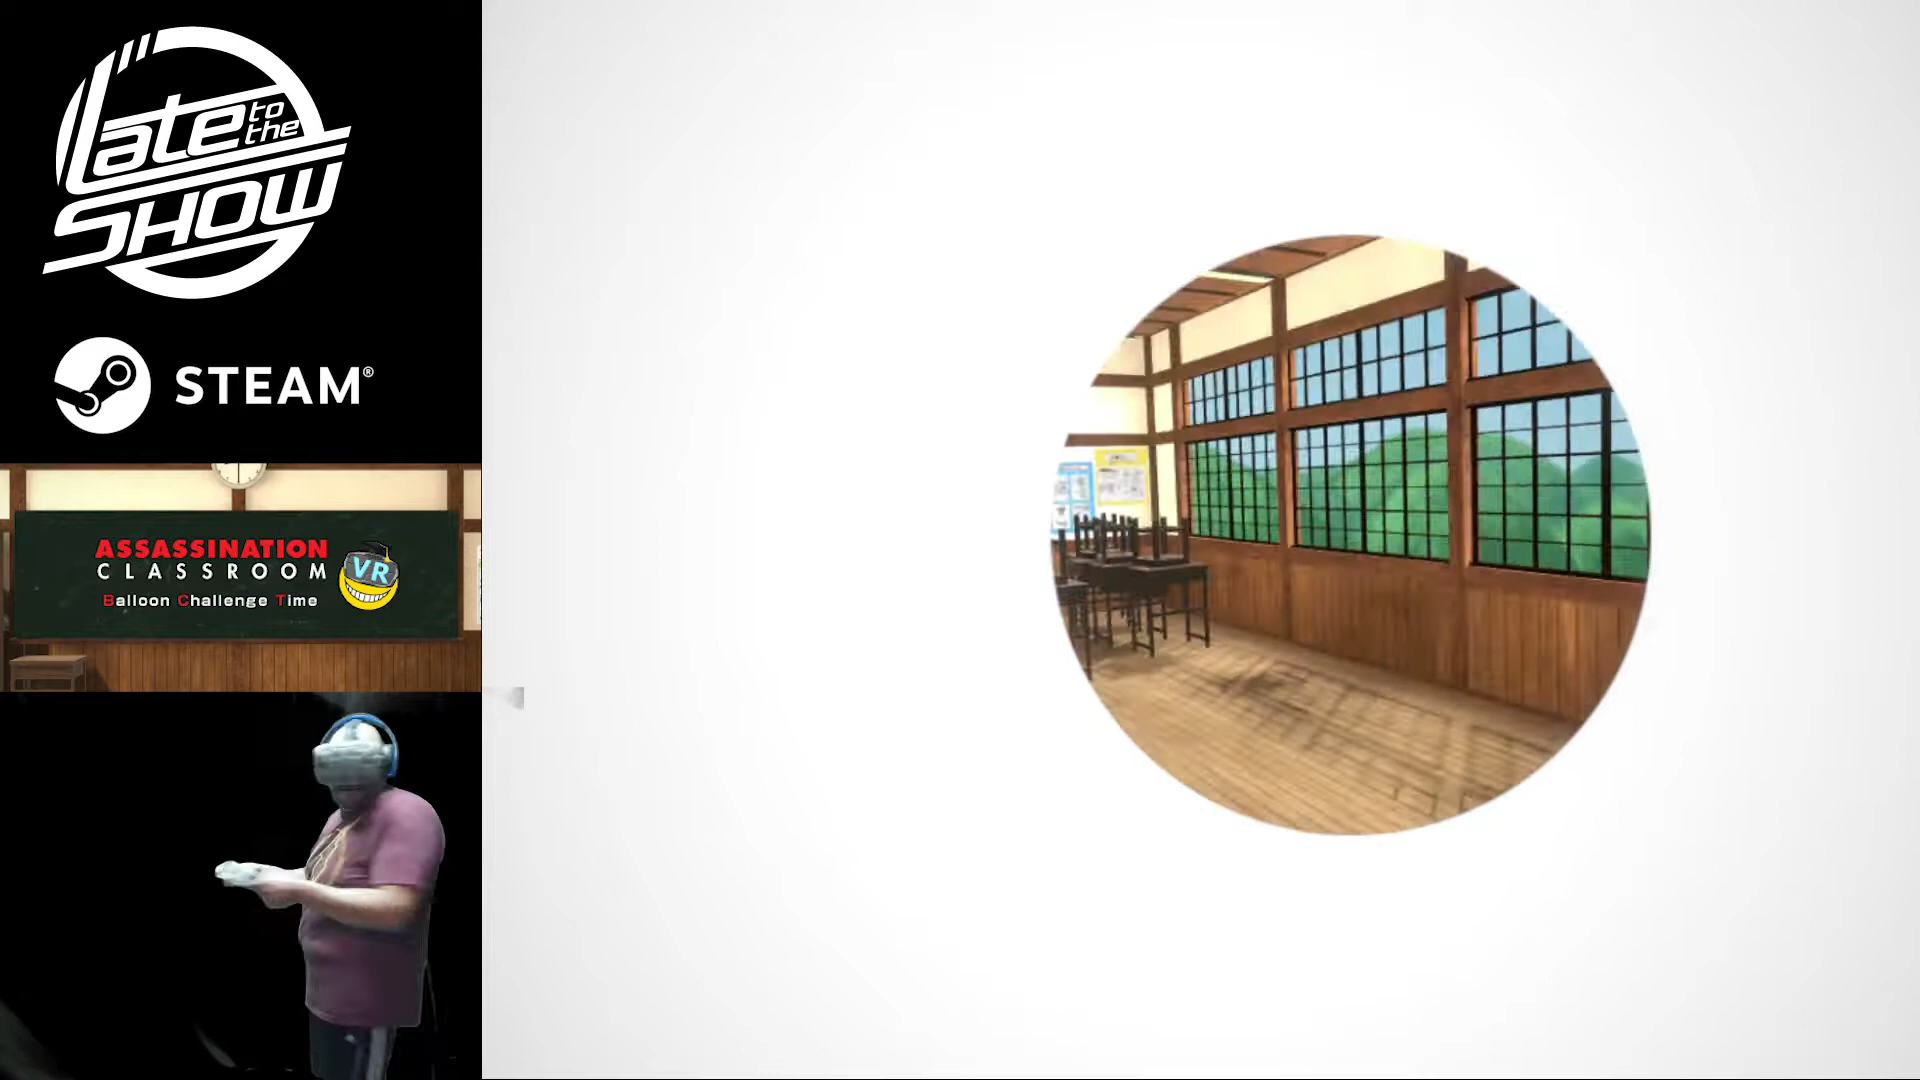 Late to the
SHOW
STEAM®
ASSASSINATION
CLASSROOM
VR
Balloon Challenge Time